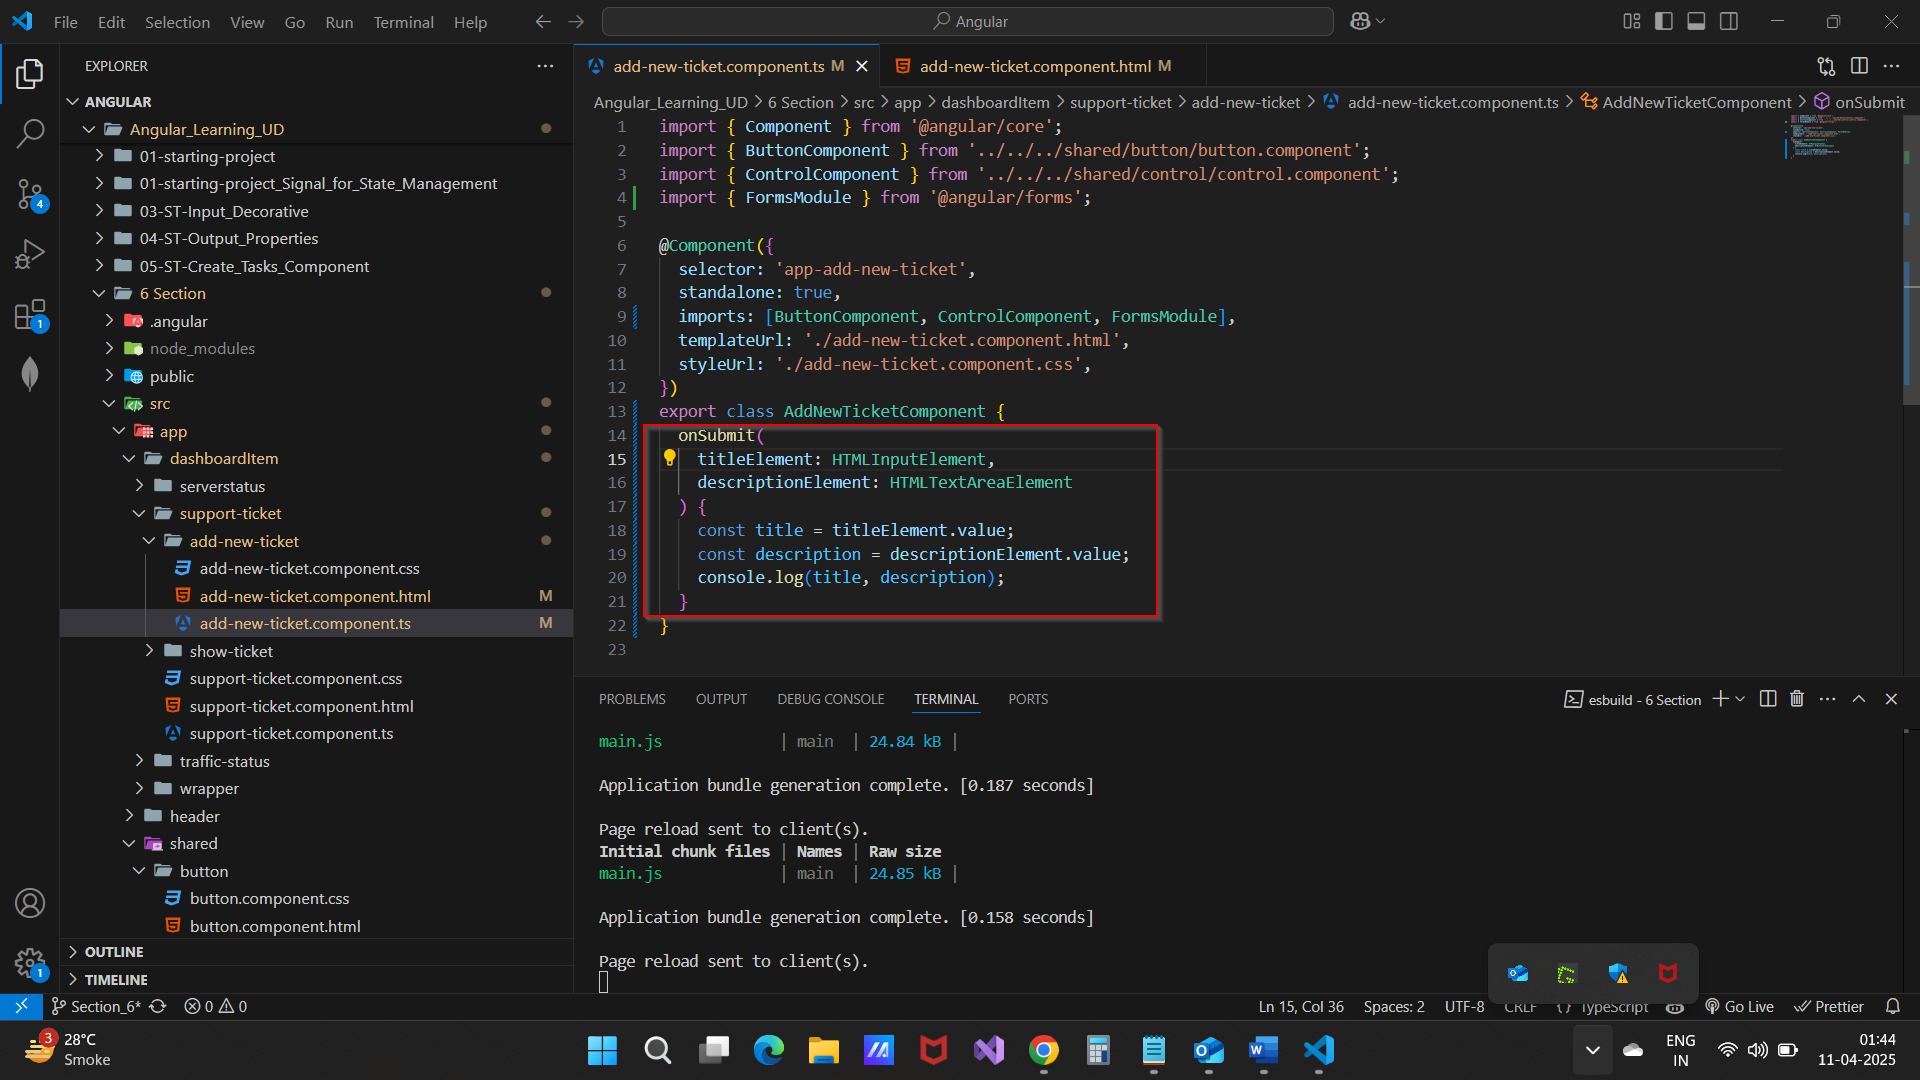 File Edit Selection View Go Run Terminal Help
Angular
EXPLORER
ANGULAR
Angular_Learning_UD
01-starting-project
01-starting-project_Signal_for_State_Management
03-ST-Input_Decorative
04-ST-Output_Properties
05-ST-Create_Tasks_Component
6 Section
.angular
node_modules
public
src
app
dashboardItem
serverstatus
support-ticket
add-new-ticket
add-new-ticket.component.css
add-new-ticket.component.html M
add-new-ticket.component.ts M
show-ticket
support-ticket.component.css
support-ticket.component.html
support-ticket.component.ts
traffic-status
wrapper
header
shared
button
button.component.css
button.component.html
OUTLINE
TIMELINE
4
1
1
add-new-ticket.component.ts M
add-new-ticket.component.html M
Angular_Learning_UD > 6 Section > src > app > dashboardItem > support-ticket > add-new-ticket > add-new-ticket.component.ts > AddNewTicketComponent > onSubmit
1 import { Component } from '@angular/core';
2 import { ButtonComponent } from '../../../shared/button/button.component';
3 import { ControlComponent } from '../../../shared/control/control.component';
4 import { FormsModule } from '@angular/forms';
5
6 @Component({
7 selector: 'app-add-new-ticket',
8 standalone: true,
9 imports: [ButtonComponent, ControlComponent, FormsModule],
10 templateUrl: './add-new-ticket.component.html',
11 styleUrl: './add-new-ticket.component.css',
12 })
13 export class AddNewTicketComponent {
14 onSubmit(
15 titleElement: HTMLInputElement,
16 descriptionElement: HTMLTextAreaElement
17 ) {
18 const title = titleElement.value;
19 const description = descriptionElement.value;
20 console.log(title, description);
21 }
22 }
23
PROBLEMS OUTPUT DEBUG CONSOLE TERMINAL PORTS
esbuild - 6 Section
main.js | main | 24.84 kB |
Application bundle generation complete. [0.187 seconds]
Page reload sent to client(s).
Initial chunk files | Names | Raw size
main.js | main | 24.85 kB |
Application bundle generation complete. [0.158 seconds]
Page reload sent to client(s).
Section_6* 0 0
Ln 15, Col 36 Spaces: 2 UTF-8 CRLF {} TypeScript Go Live Prettier
3
28°C
Smoke
ENG
IN
01:44
11-04-2025